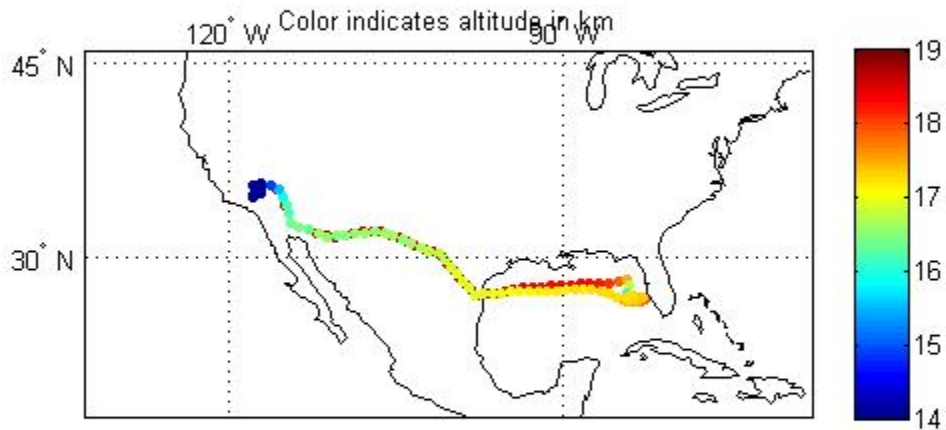 Color indicates altitude in km
120° W
90° W
45° N
30° N
19
18
17
16
15
14